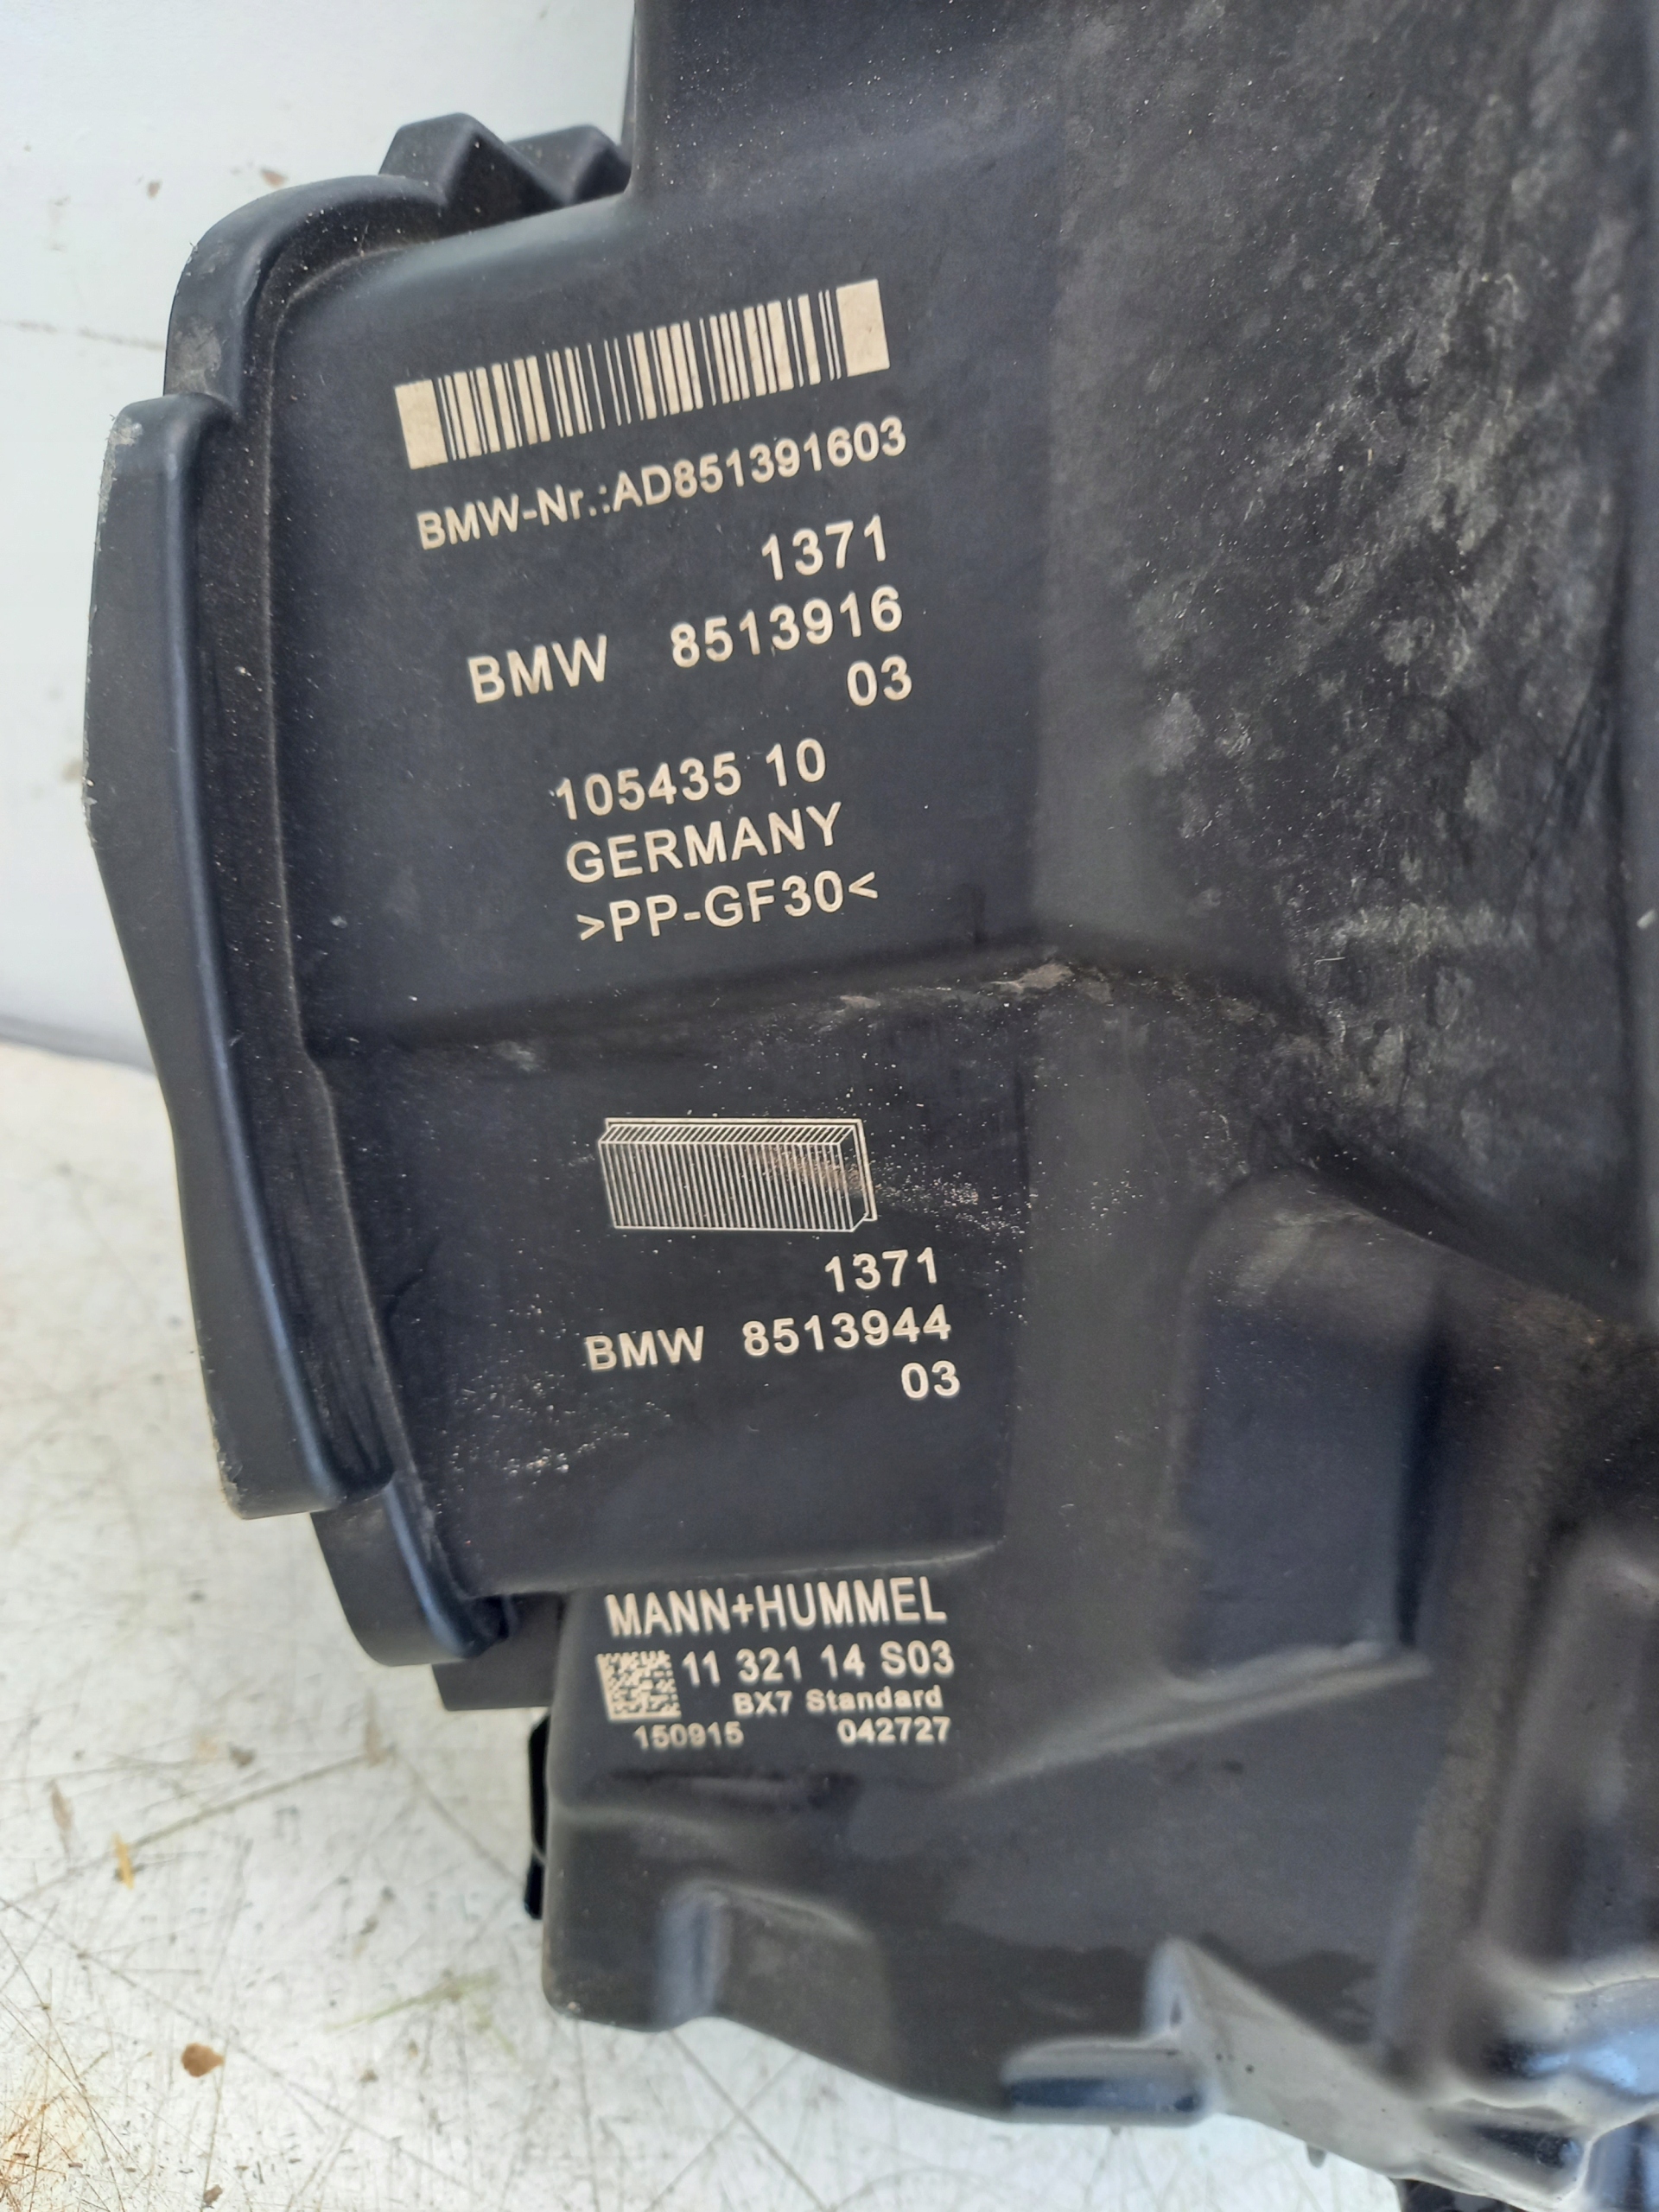 BMW-Nr.:AD851391603
1371
BMW 8513916
03
105435 10
GERMANY
>PP-GF30<
1371
BMW 8513944
03
MANN+HUMMEL
11 321 14 S03
BX7 Standard
150915 042727